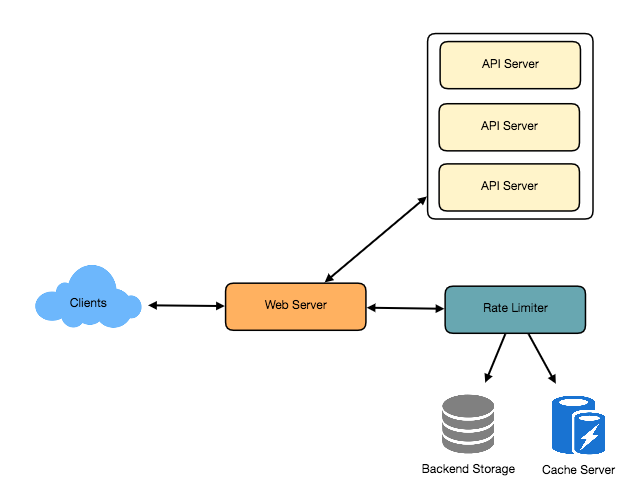 API Server
API Server
API Server
Clients
Web Server
Rate Limiter
Backend Storage
Cache Server